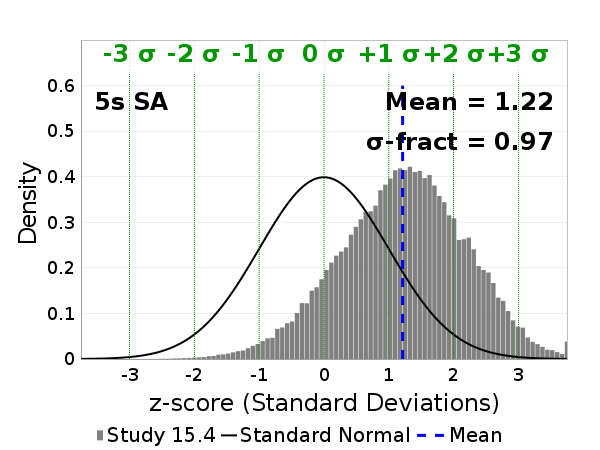 -3 σ -2 σ -1 σ 0 σ +1 σ +2 σ +3 σ
5s SA
Mean = 1.22
σ-fract = 0.97
Density
0.6
0.5
0.4
0.3
0.2
0.1
0
-3 -2 -1 0 1 2 3
z-score (Standard Deviations)
Study 15.4 Standard Normal Mean